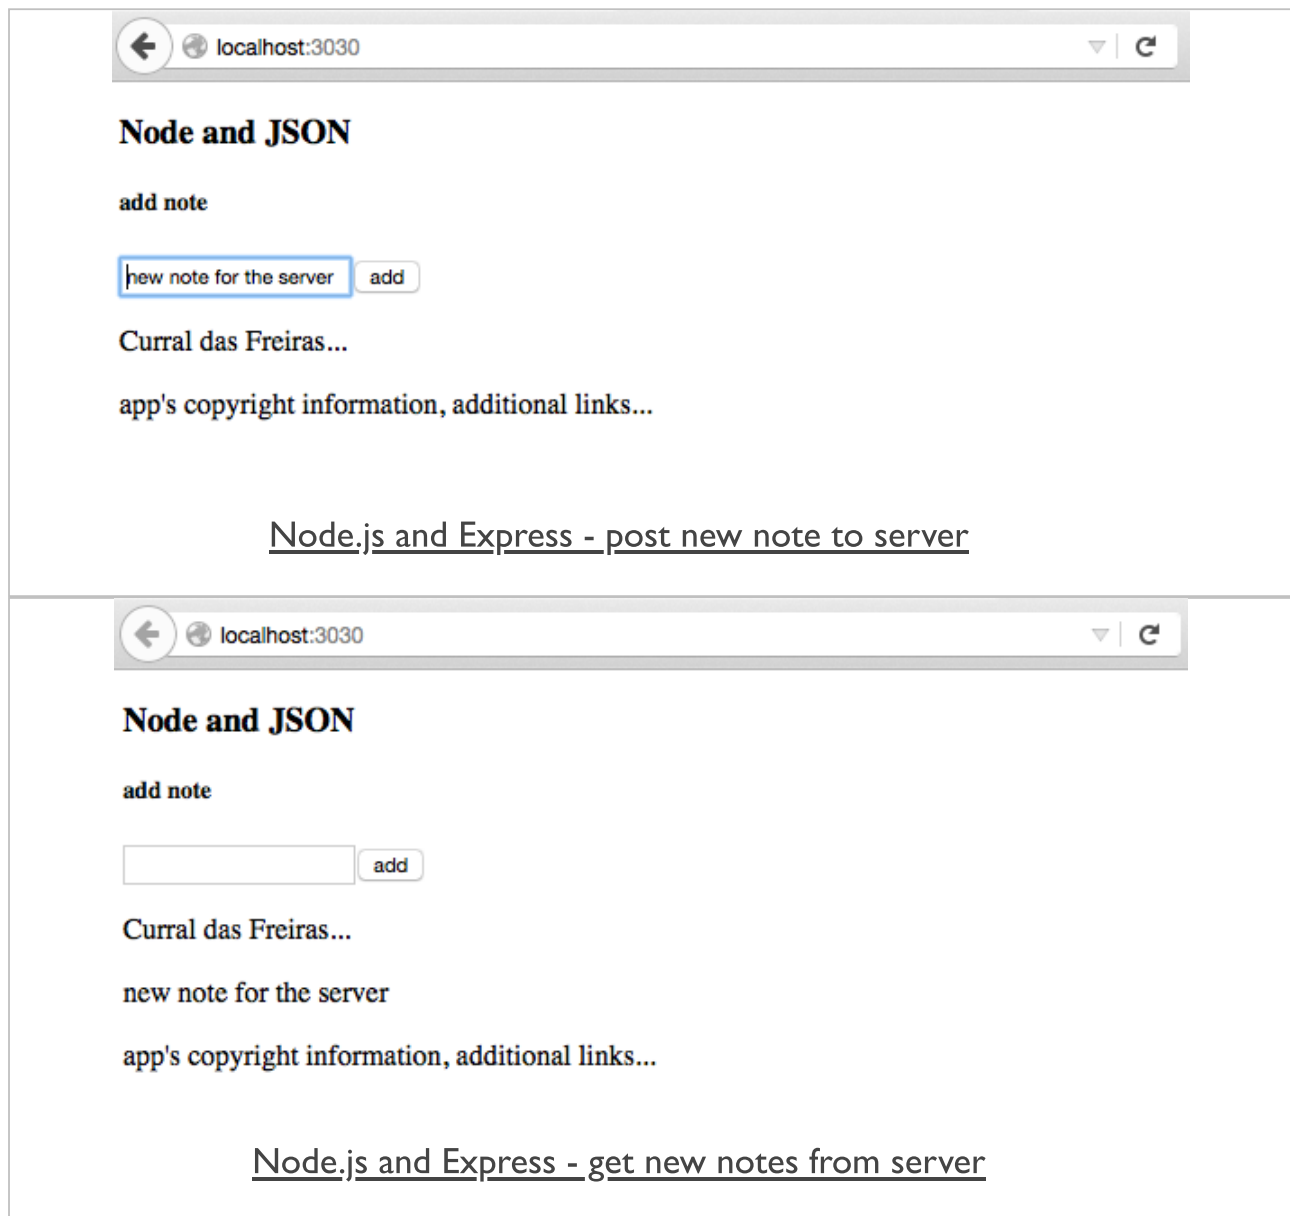 localhost:3030
Node and JSON
add note
new note for the server add
Curral das Freiras...
app's copyright information, additional links...
Node.js and Express - post new note to server
localhost:3030
Node and JSON
add note
add
Curral das Freiras...
new note for the server
app's copyright information, additional links...
Node.js and Express - get new notes from server